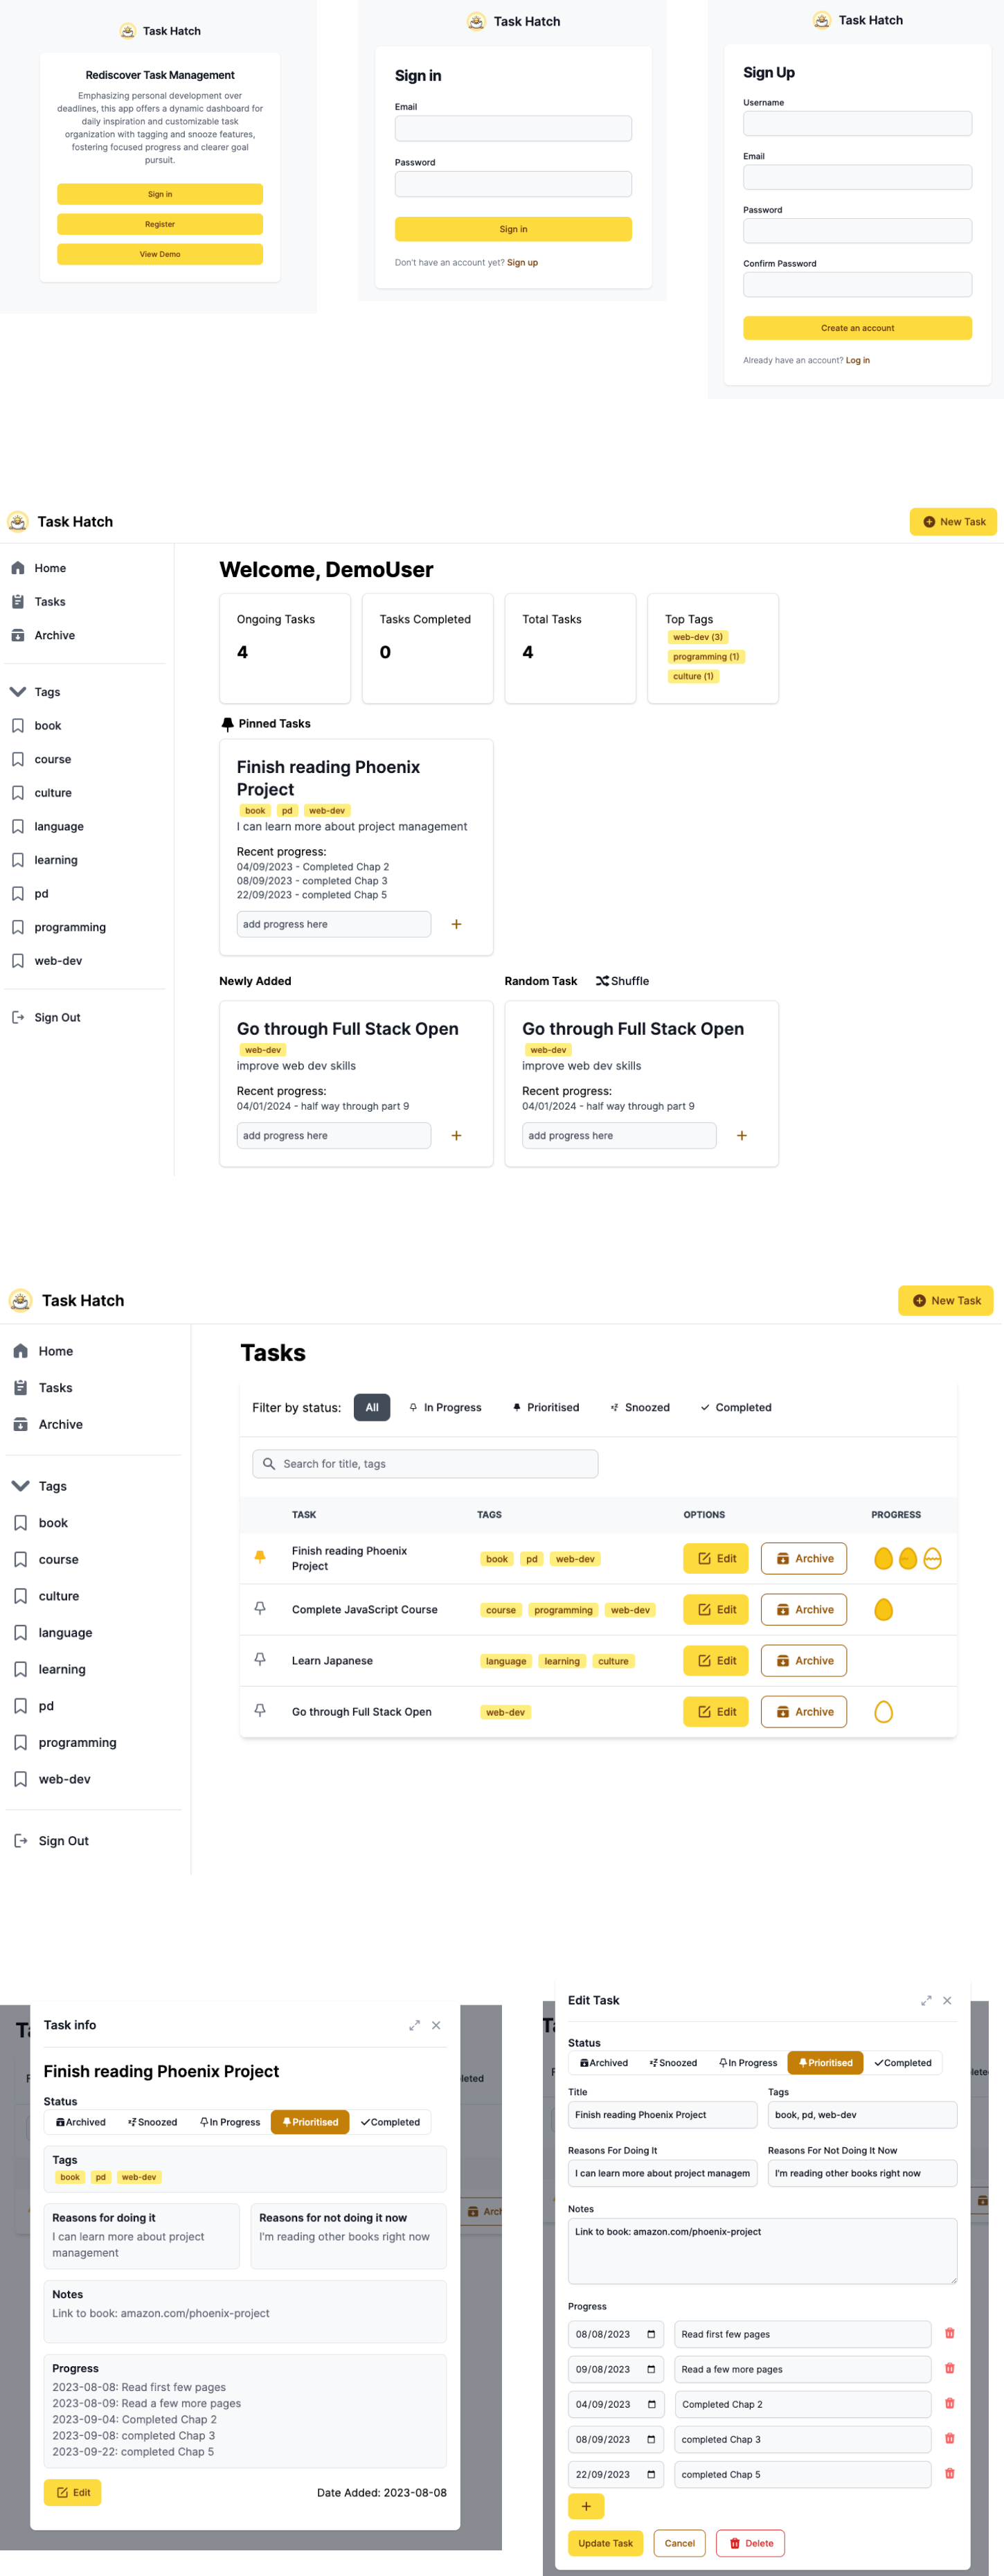 Task Hatch
Rediscover Task Management
Emphasizing personal development over
deadlines, this app offers a dynamic dashboard for
daily inspiration and customizable task
organization with tagging and snooze features,
fostering focused progress and clearer goal
pursuit.
Sign in
Register
View Demo
Task Hatch
Sign in
Email
Password
Sign in
Don't have an account yet? Sign up
Task Hatch
Sign Up
Username
Email
Password
Confirm Password
Create an account
Already have an account? Log in
Task Hatch
New Task
Home
Tasks
Archive
Tags
book
course
culture
language
learning
pd
programming
web-dev
Sign Out
Welcome, DemoUser
Ongoing Tasks
4
Tasks Completed
0
Total Tasks
4
Top Tags
web-dev (3)
programming (1)
culture (1)
Pinned Tasks
Finish reading Phoenix
Project
book pd web-dev
I can learn more about project management
Recent progress:
04/09/2023 - Completed Chap 2
08/09/2023 - completed Chap 3
22/09/2023 - completed Chap 5
add progress here +
Newly Added
Go through Full Stack Open
web-dev
improve web dev skills
Recent progress:
04/01/2024 - half way through part 9
add progress here +
Random Task Shuffle
Go through Full Stack Open
web-dev
improve web dev skills
Recent progress:
04/01/2024 - half way through part 9
add progress here +
Task Hatch
New Task
Home
Tasks
Archive
Tags
book
course
culture
language
learning
pd
programming
web-dev
Sign Out
Tasks
Filter by status: All In Progress Prioritised Snoozed Completed
Search for title, tags
TASK TAGS OPTIONS PROGRESS
Finish reading Phoenix
Project
book pd web-dev Edit Archive
Complete JavaScript Course course programming web-dev Edit Archive
Learn Japanese language learning culture Edit Archive
Go through Full Stack Open web-dev Edit Archive
Task info
Finish reading Phoenix Project
Status
Archived Snoozed In Progress Prioritised Completed
Tags
book pd web-dev
Reasons for doing it
I can learn more about project
management
Reasons for not doing it now
I'm reading other books right now
Notes
Link to book: amazon.com/phoenix-project
Progress
2023-08-08: Read first few pages
2023-08-09: Read a few more pages
2023-09-04: Completed Chap 2
2023-09-08: completed Chap 3
2023-09-22: completed Chap 5
Edit
Date Added: 2023-08-08
Edit Task
Status
Archived Snoozed In Progress Prioritised Completed
Title
Finish reading Phoenix Project
Tags
book, pd, web-dev
Reasons For Doing It
I can learn more about project managem
Reasons For Not Doing It Now
I'm reading other books right now
Notes
Link to book: amazon.com/phoenix-project
Progress
08/08/2023 Read first few pages
09/08/2023 Read a few more pages
04/09/2023 Completed Chap 2
08/09/2023 completed Chap 3
22/09/2023 completed Chap 5
+
Update Task Cancel Delete